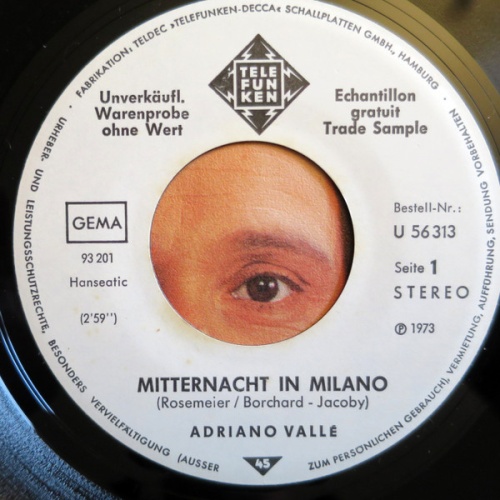 · FABRIKATION: TELDEC »TELEFUNKEN-DECCA« SCHALLPLATTEN GMBH., HAMBURG ·
URHEBER- UND LEISTUNGSSCHUTZRECHTE, BESONDERS VERVIELFÄLTIGUNG (AUSSER
ZUM PERSÖNLICHEN GEBRAUCH), VERMIETUNG, AUFFÜHRUNG, SENDUNG VORBEHALTEN ·
TELE
FUN
KEN
Unverkäufl.
Warenprobe
ohne Wert
Echantillon
gratuit
Trade Sample
GEMA
93 201
Hanseatic
(2'59'')
Bestell-Nr.:
U 56 313
Seite 1
STEREO
℗ 1973
MITTERNACHT IN MILANO
(Rosemeier / Borchard - Jacoby)
ADRIANO VALLÉ
45